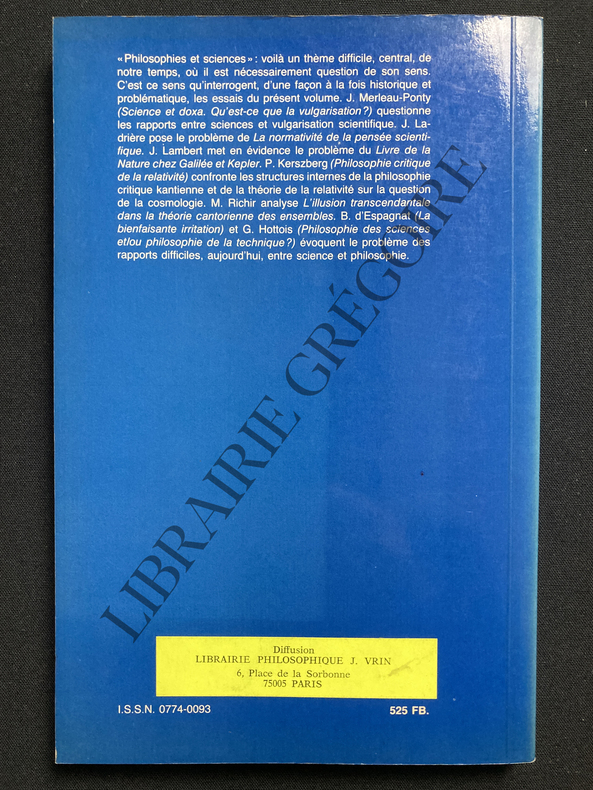 « Philosophies et sciences » : voilà un thème difficile, central, de
notre temps, où il est nécessairement question de son sens.
C'est ce sens qu'interrogent, d'une façon à la fois historique et
problématique, les essais du présent volume. J. Merleau-Ponty
(Science et doxa. Qu'est-ce que la vulgarisation ?) questionne
les rapports entre sciences et vulgarisation scientifique. J. La-
drière pose le problème de La normativité de la pensée scienti-
fique. J. Lambert met en évidence le problème du Livre de la
Nature chez Galilée et Kepler. P. Kerszberg (Philosophie critique
de la relativité) confronte les structures internes de la philosophie
critique kantienne et de la théorie de la relativité sur la question
de la cosmologie. M. Richir analyse L'illusion transcendantale
dans la théorie cantorienne des ensembles. B. d'Espagnat (La
bienfaisante irritation) et G. Hottois (Philosophie des sciences
et/ou philosophie de la technique ?) évoquent le problème des
rapports difficiles, aujourd'hui, entre science et philosophie.
LIBRAIRIE GRÉGOIRE
Diffusion
LIBRAIRIE PHILOSOPHIQUE J. VRIN
6, Place de la Sorbonne
75005 PARIS
I.S.S.N. 0774-0093
525 FB.